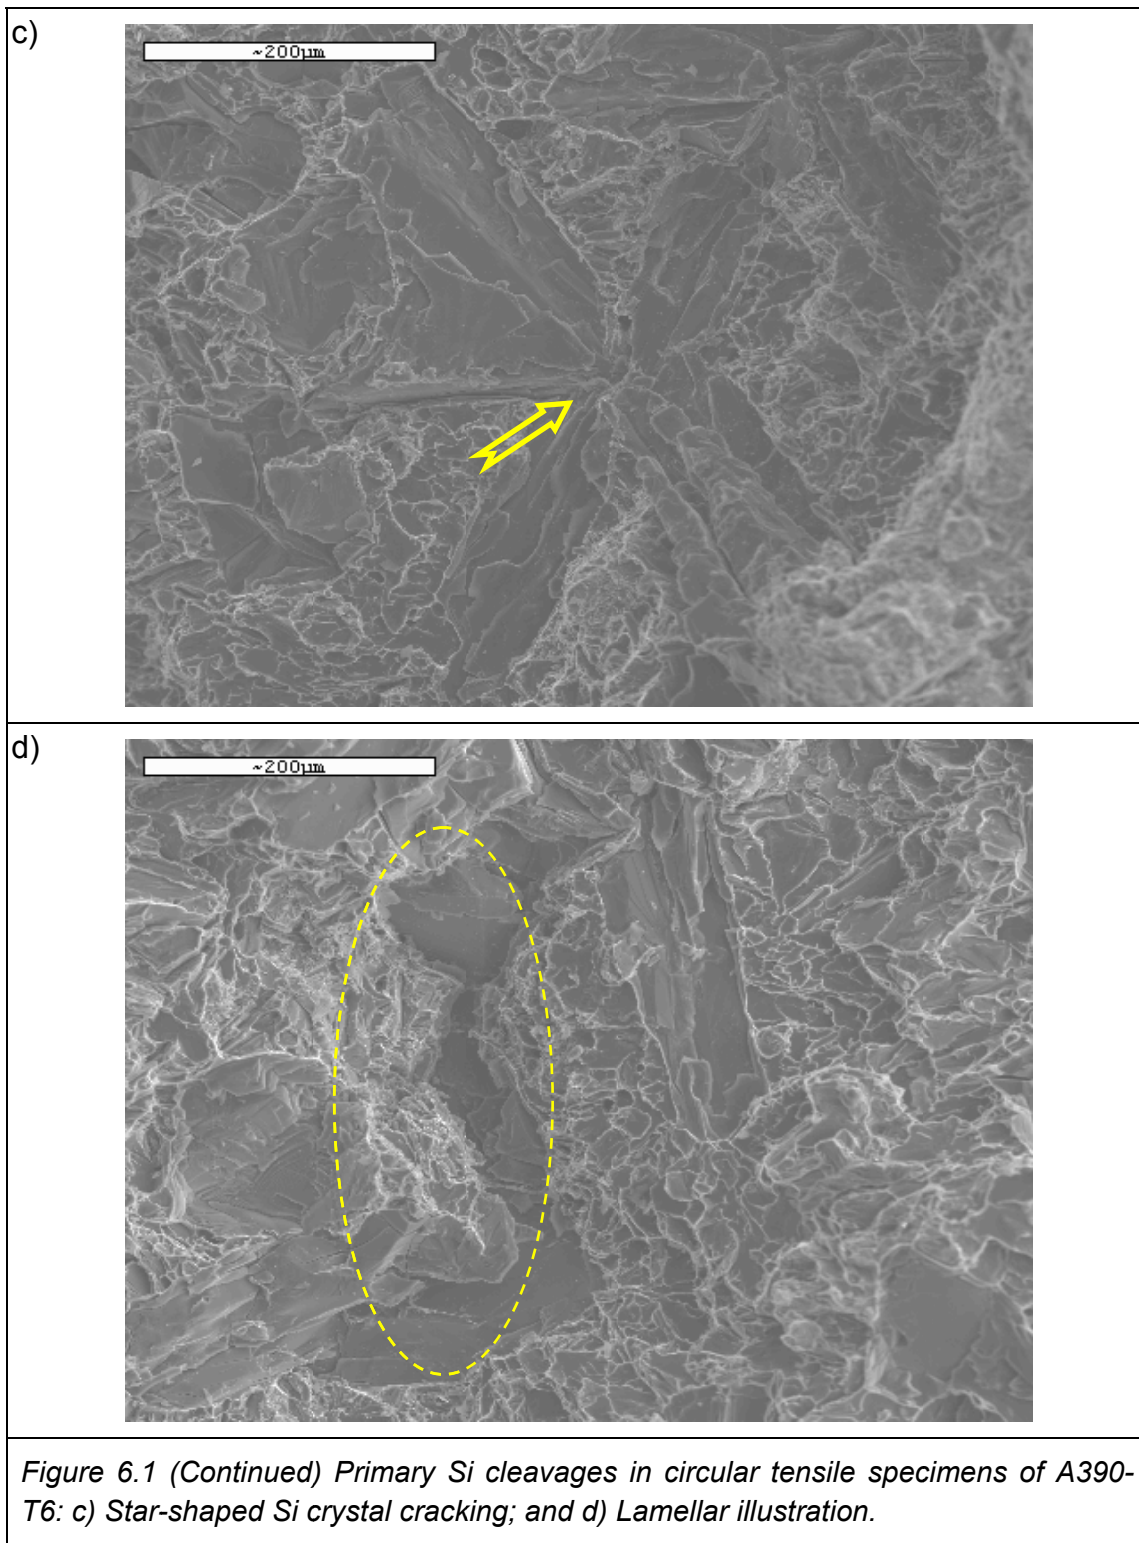 c)
~200µm
d)
~200µm
Figure 6.1 (Continued) Primary Si cleavages in circular tensile specimens of A390-
T6: c) Star-shaped Si crystal cracking; and d) Lamellar illustration.